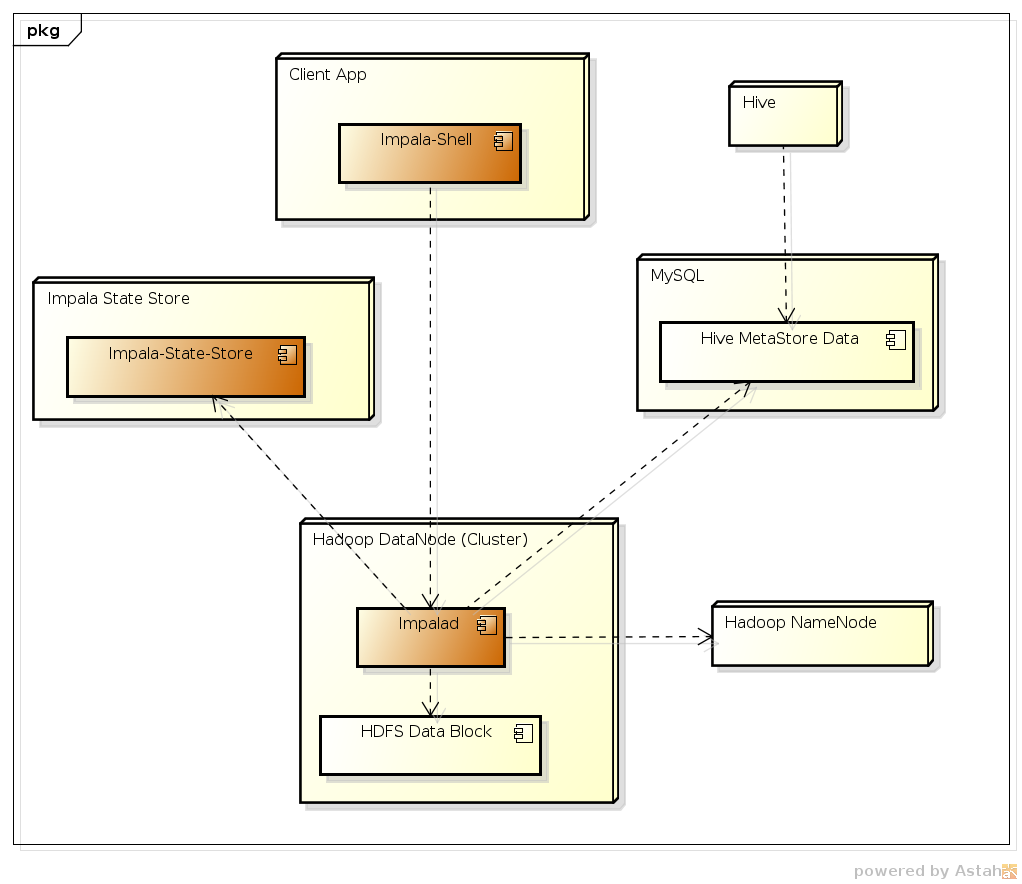 pkg
Client App
Impala-Shell
Hive
Impala State Store
Impala-State-Store
MySQL
Hive MetaStore Data
Hadoop DataNode (Cluster)
Impalad
HDFS Data Block
Hadoop NameNode
powered by Astah